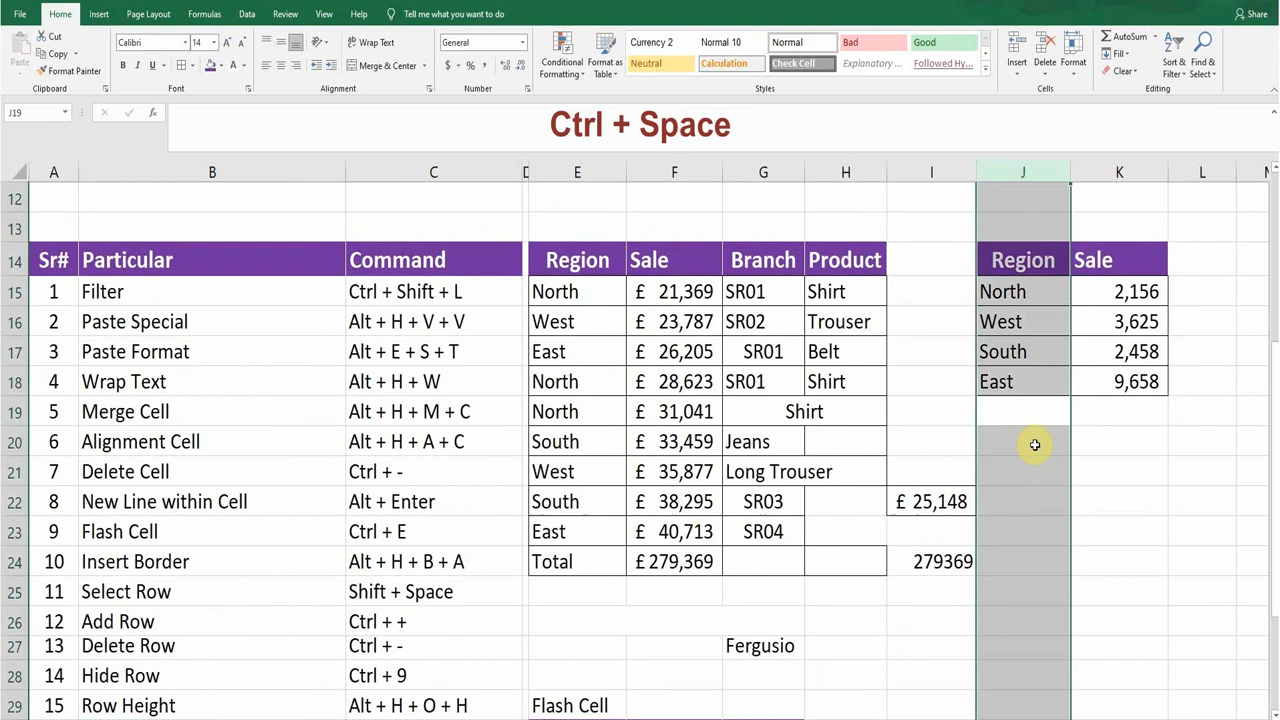 File Home Insert Page Layout Formulas Data Review View Help Tell me what you want to do Share
Cut
Copy
Format Painter
Paste
Clipboard
Calibri 14
B I U
Font
Wrap Text
Merge & Center
Alignment
General
Number
Conditional Formatting
Format as Table
Currency 2 Normal 10 Normal Bad Good
Neutral Calculation Check Cell Explanatory ... Followed Hy...
Styles
Insert Delete Format
Cells
AutoSum
Fill
Clear
Sort & Filter
Find & Select
Editing
J19
fx
Ctrl + Space
A B C D E F G H I J K L M
12
13
14 Sr# Particular Command Region Sale Branch Product Region Sale
15 1 Filter Ctrl + Shift + L North £ 21,369 SR01 Shirt North 2,156
16 2 Paste Special Alt + H + V + V West £ 23,787 SR02 Trouser West 3,625
17 3 Paste Format Alt + E + S + T East £ 26,205 SR01 Belt South 2,458
18 4 Wrap Text Alt + H + W North £ 28,623 SR01 Shirt East 9,658
19 5 Merge Cell Alt + H + M + C North £ 31,041 Shirt
20 6 Alignment Cell Alt + H + A + C South £ 33,459 Jeans
21 7 Delete Cell Ctrl + - West £ 35,877 Long Trouser
22 8 New Line within Cell Alt + Enter South £ 38,295 SR03 £ 25,148
23 9 Flash Cell Ctrl + E East £ 40,713 SR04
24 10 Insert Border Alt + H + B + A Total £ 279,369 279369
25 11 Select Row Shift + Space
26 12 Add Row Ctrl + +
27 13 Delete Row Ctrl + - Fergusio
28 14 Hide Row Ctrl + 9
29 15 Row Height Alt + H + O + H Flash Cell